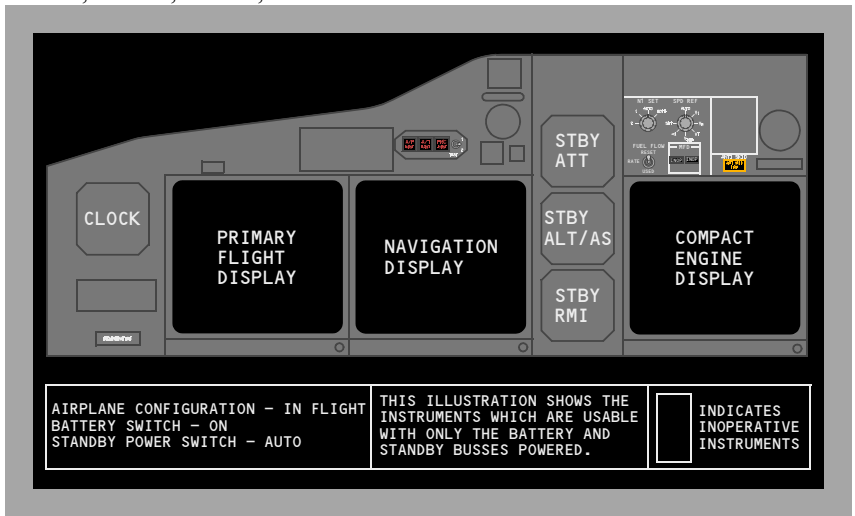 N1 SET
SPD REF
FUEL FLOW
RESET
RATE
USED
MFD
STBY
ATT
CLOCK
STBY
ALT/AS
PRIMARY
FLIGHT
DISPLAY
NAVIGATION
DISPLAY
COMPACT
ENGINE
DISPLAY
STBY
RMI
AIRPLANE CONFIGURATION – IN FLIGHT
BATTERY SWITCH – ON
STANDBY POWER SWITCH – AUTO
THIS ILLUSTRATION SHOWS THE
INSTRUMENTS WHICH ARE USABLE
WITH ONLY THE BATTERY AND
STANDBY BUSSES POWERED.
INDICATES
INOPERATIVE
INSTRUMENTS